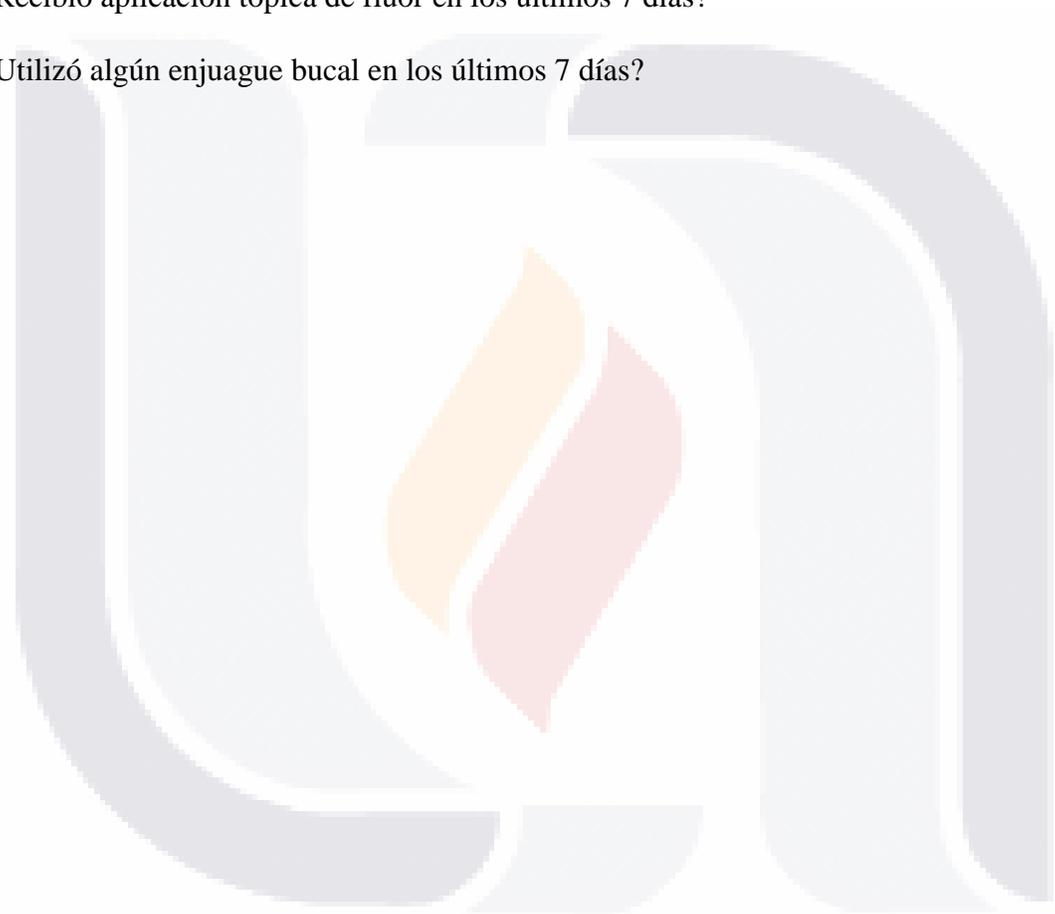 Recibió aplicación tópica de flúor en los últimos 7 días?
Utilizó algún enjuague bucal en los últimos 7 días?